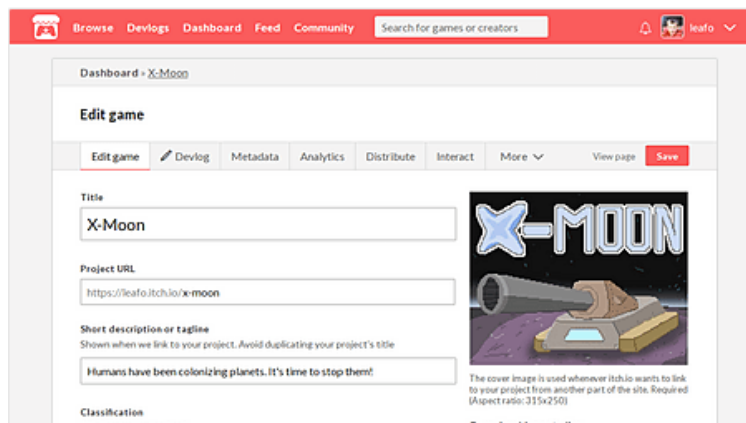 Browse Devlogs Dashboard Feed Community Search for games or creators leafo
Dashboard » X-Moon
Edit game
Edit game Devlog Metadata Analytics Distribute Interact More View page Save
Title
X-Moon
X-MOON
Project URL
https://leafo.itch.io/x-moon
Short description or tagline
Shown when we link to your project. Avoid duplicating your project's title
Humans have been colonizing planets. It's time to stop them!
The cover image is used whenever itch.io wants to link
to your project from another part of the site. Required
(Aspect ratio: 315x250)
Classification